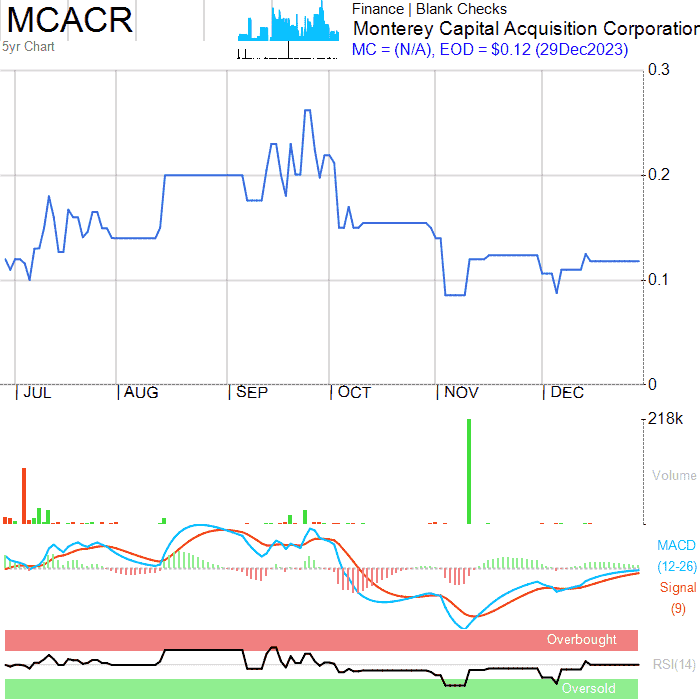 MCACR
5yr Chart
Finance | Blank Checks
Monterey Capital Acquisition Corporation
MC = (N/A), EOD = $0.12 (29Dec2023)
0.3
0.2
0.1
0
JUL AUG SEP OCT NOV DEC
218k
Volume
MACD
(12-26)
Signal
(9)
Overbought
RSI(14)
Oversold